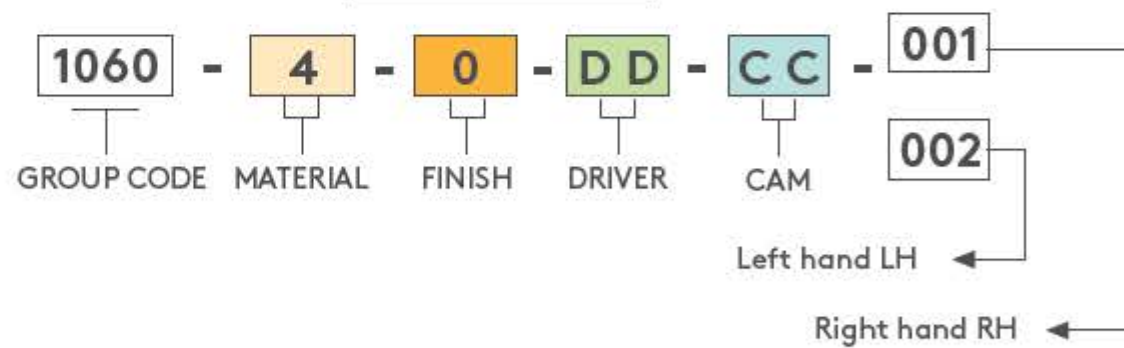 1060 - 4 - 0 - D D - C C - 001
002
GROUP CODE MATERIAL FINISH DRIVER CAM
Left hand LH
Right hand RH